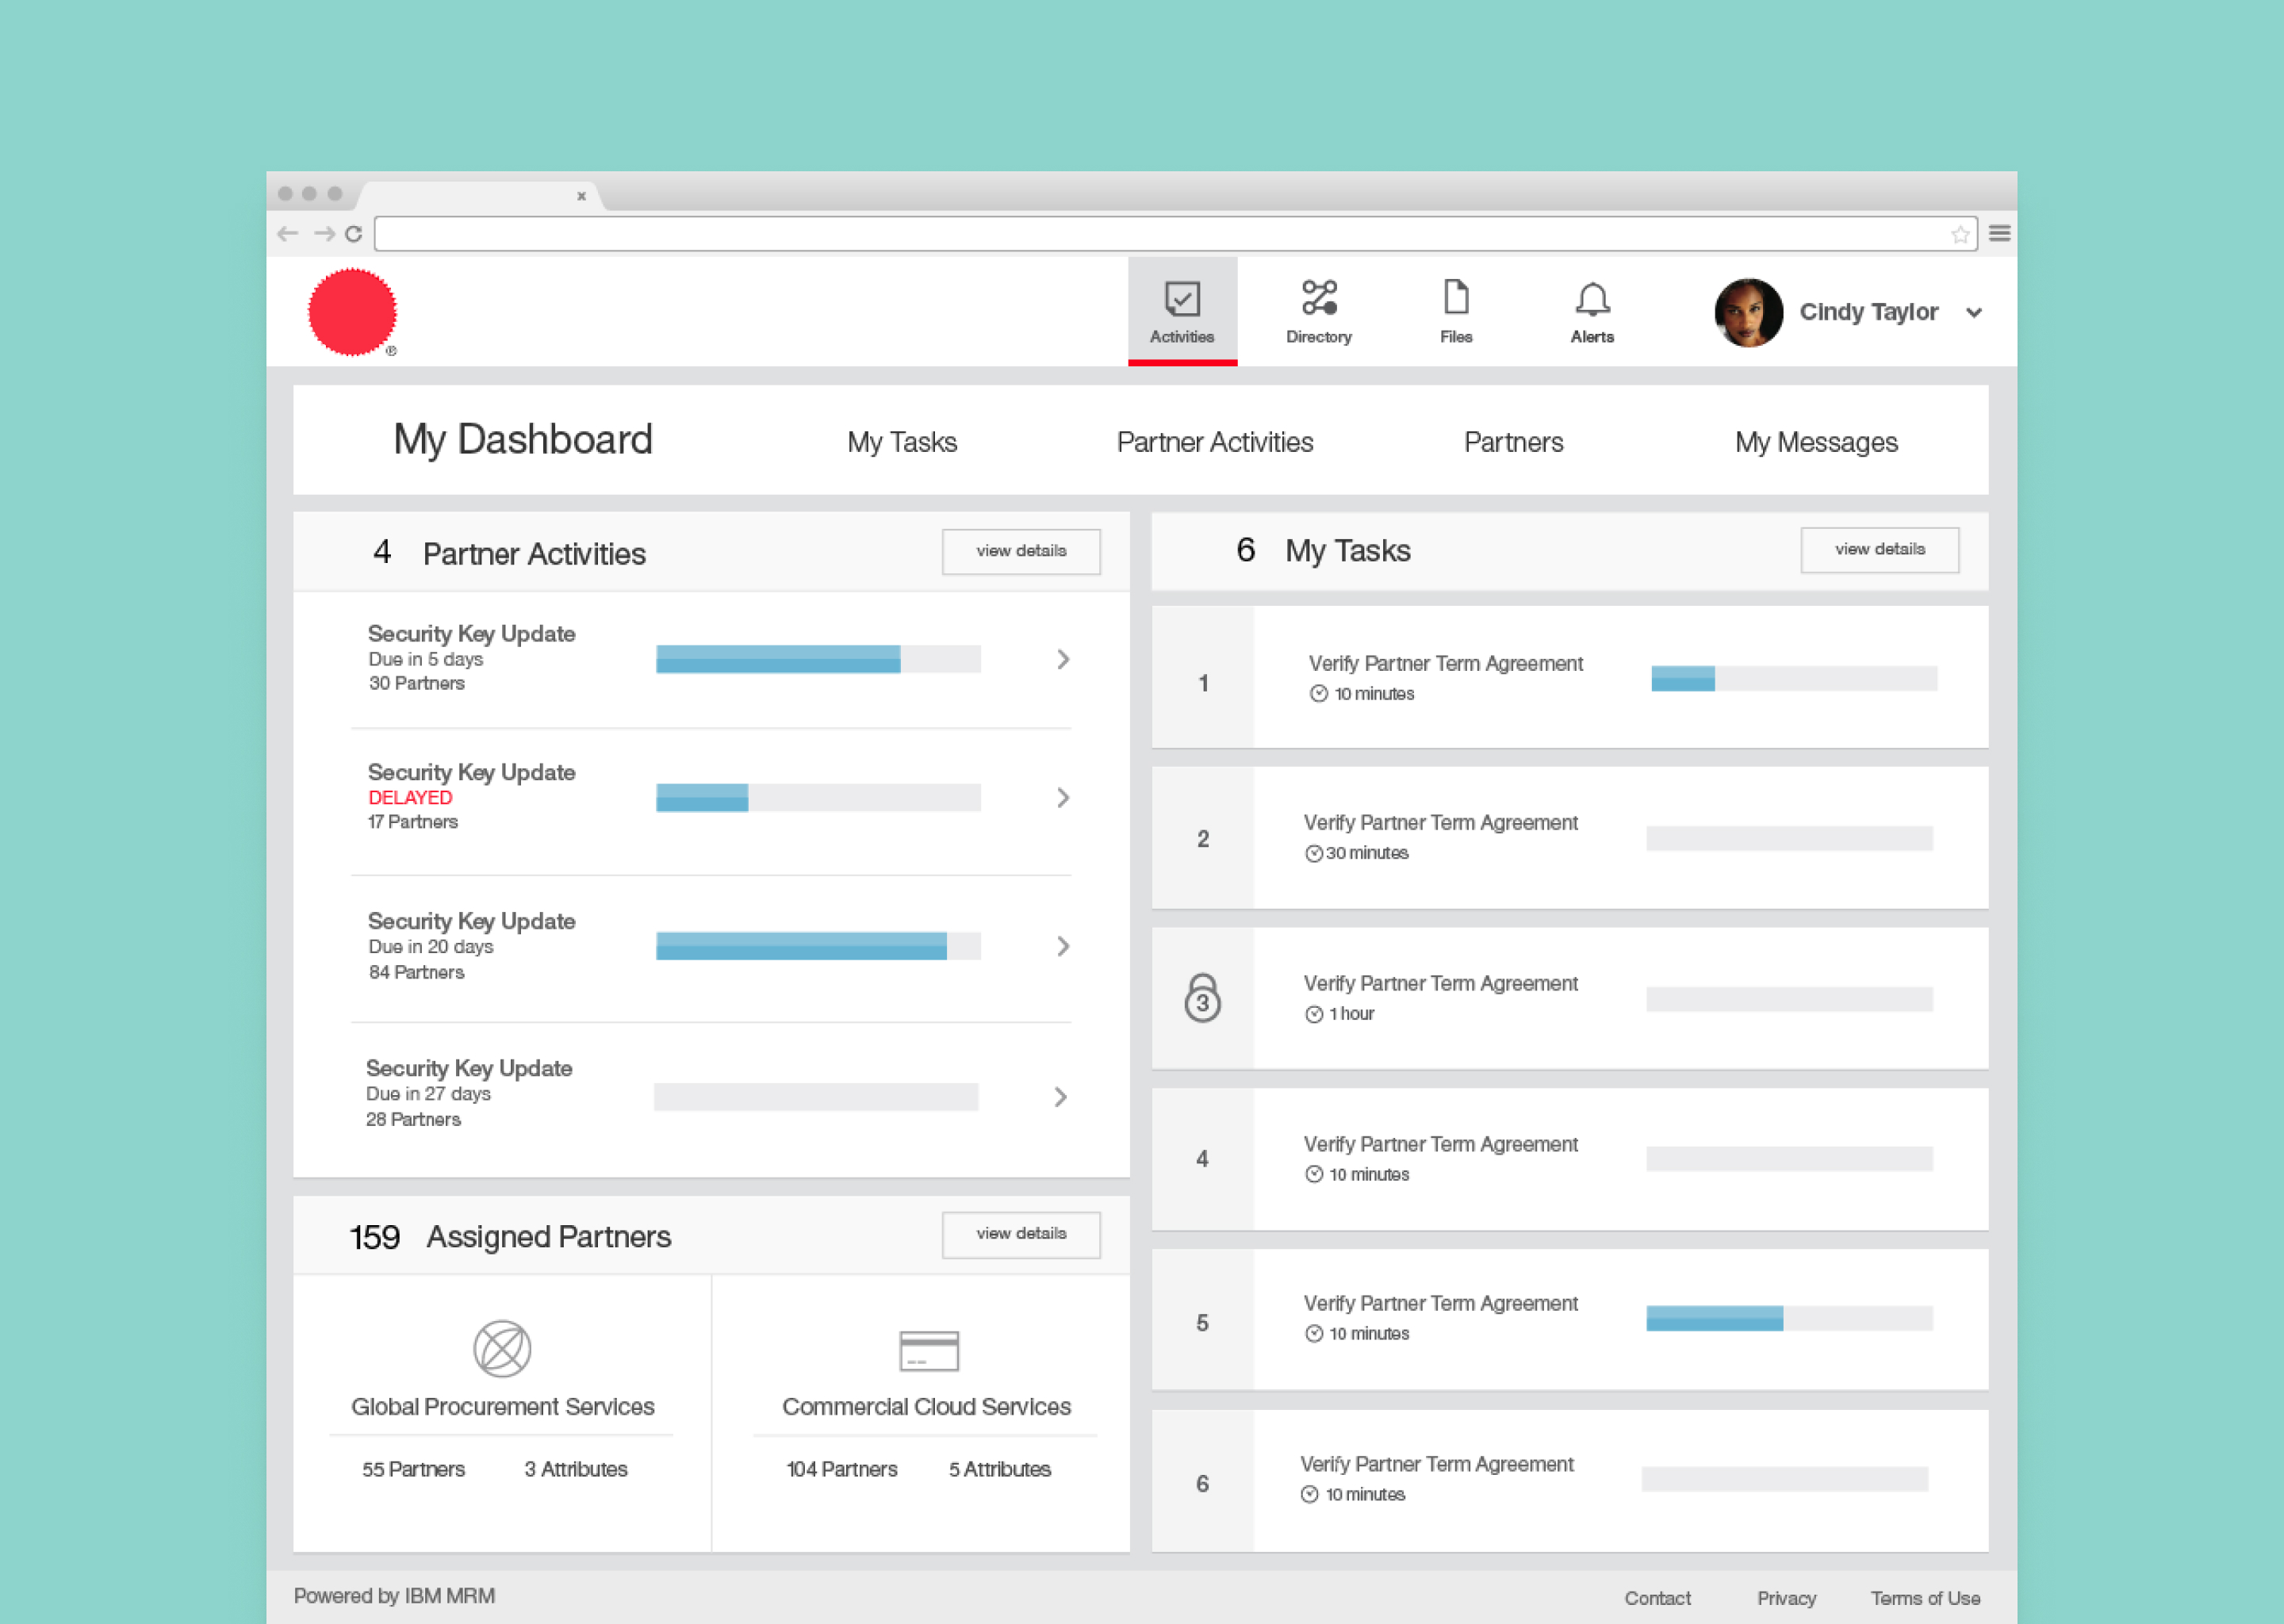 x
Activities
Directory
Files
Alerts
Cindy Taylor
My Dashboard
My Tasks
Partner Activities
Partners
My Messages
4 Partner Activities
view details
Security Key Update
Due in 5 days
30 Partners
Security Key Update
DELAYED
17 Partners
Security Key Update
Due in 20 days
84 Partners
Security Key Update
Due in 27 days
28 Partners
159 Assigned Partners
view details
Global Procurement Services
55 Partners
3 Attributes
Commercial Cloud Services
104 Partners
5 Attributes
6 My Tasks
view details
1
Verify Partner Term Agreement
10 minutes
2
Verify Partner Term Agreement
30 minutes
3
Verify Partner Term Agreement
1 hour
4
Verify Partner Term Agreement
10 minutes
5
Verify Partner Term Agreement
10 minutes
6
Verify Partner Term Agreement
10 minutes
Powered by IBM MRM
Contact
Privacy
Terms of Use